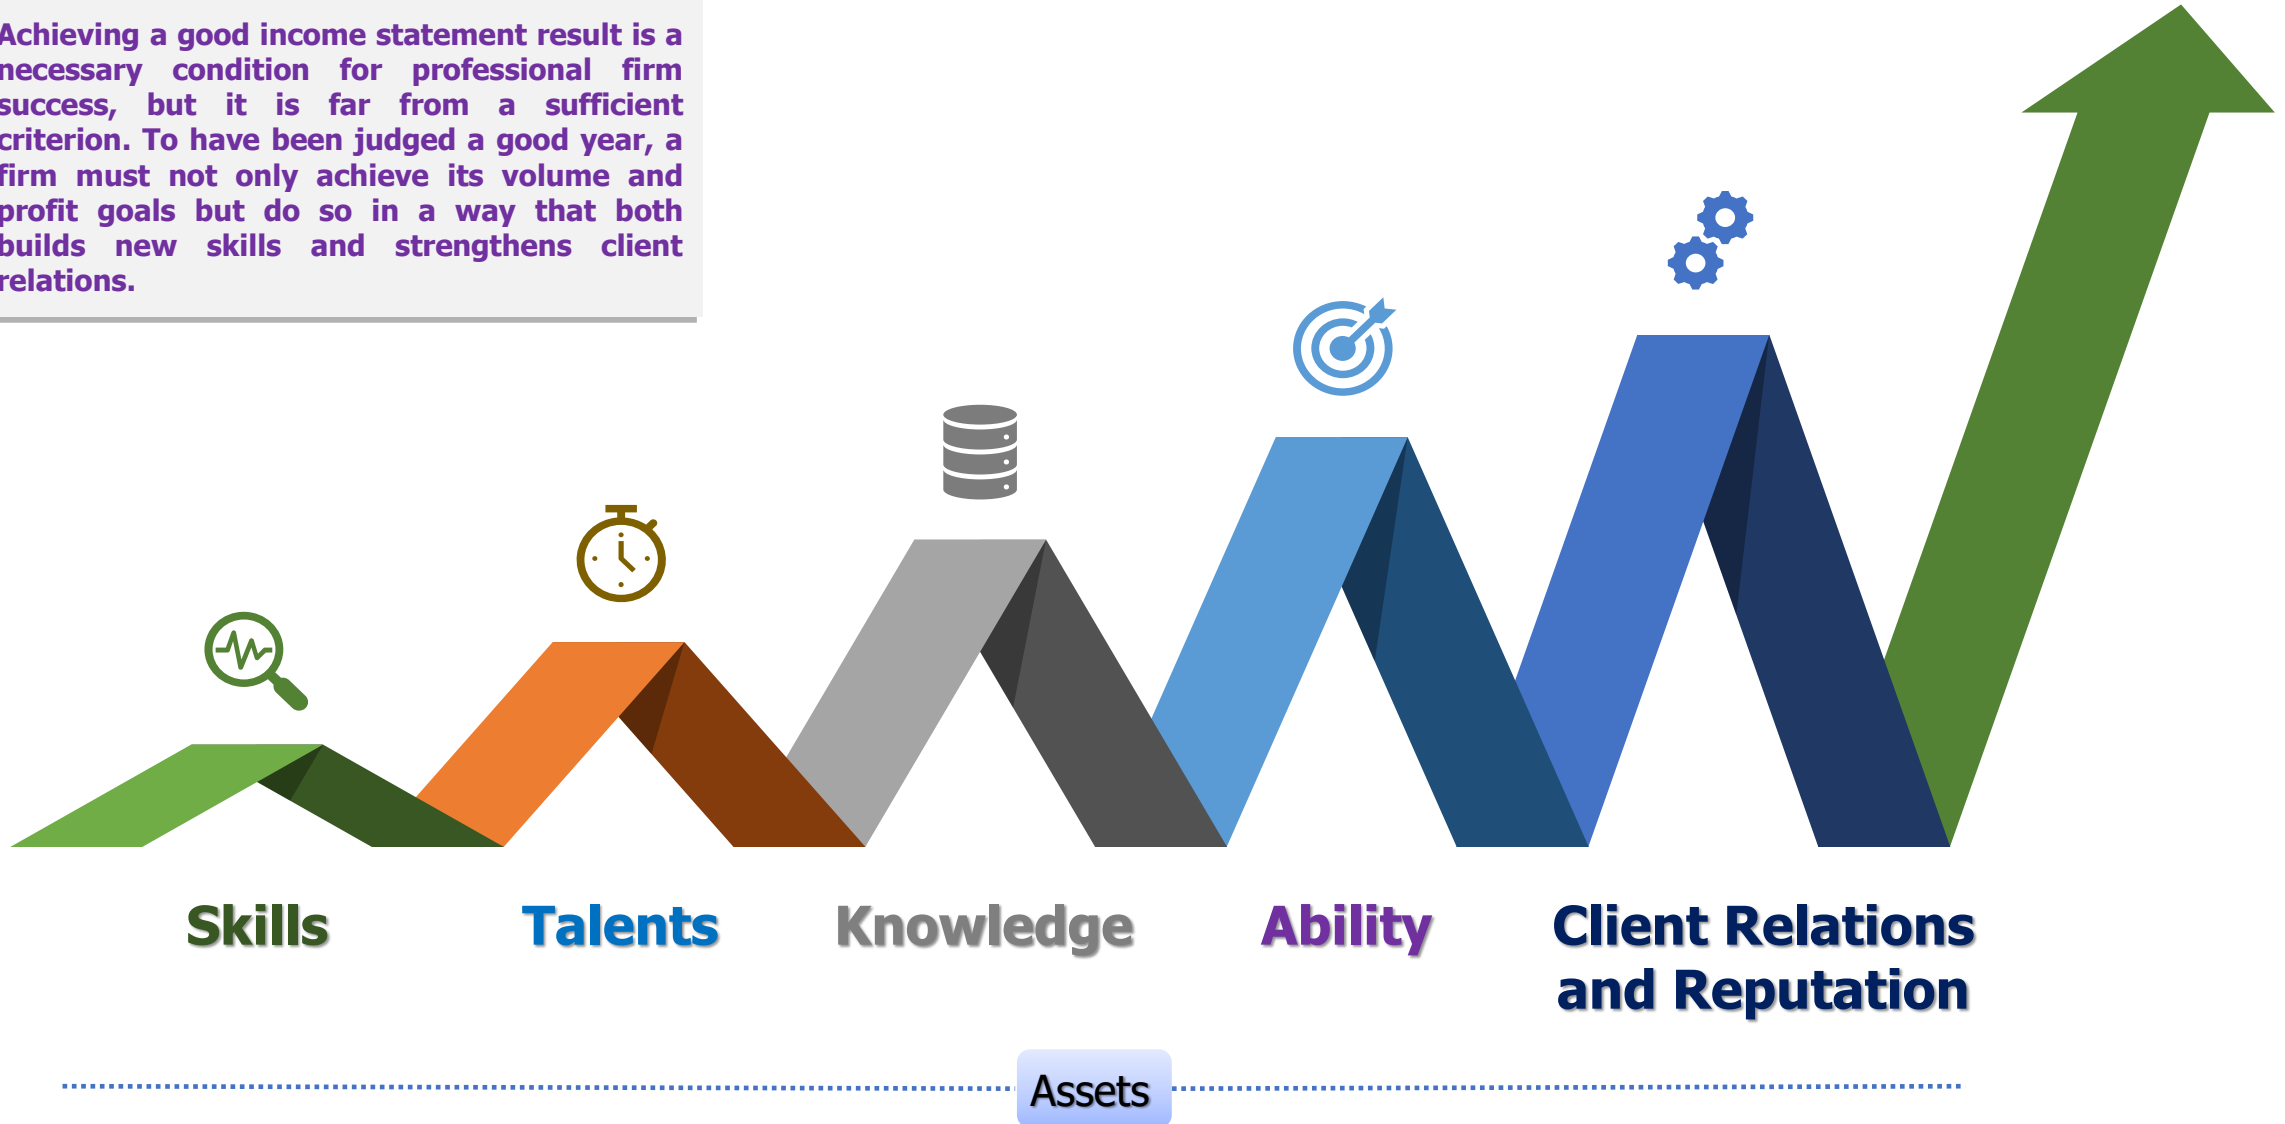 Achieving a good income statement result is a
necessary condition for professional firm
success, but it is far from a sufficient
criterion. To have been judged a good year, a
firm must not only achieve its volume and
profit goals but do so in a way that both
builds new skills and strengthens client
relations.
Skills
Talents
Knowledge
Ability
Client Relations
and Reputation
Assets